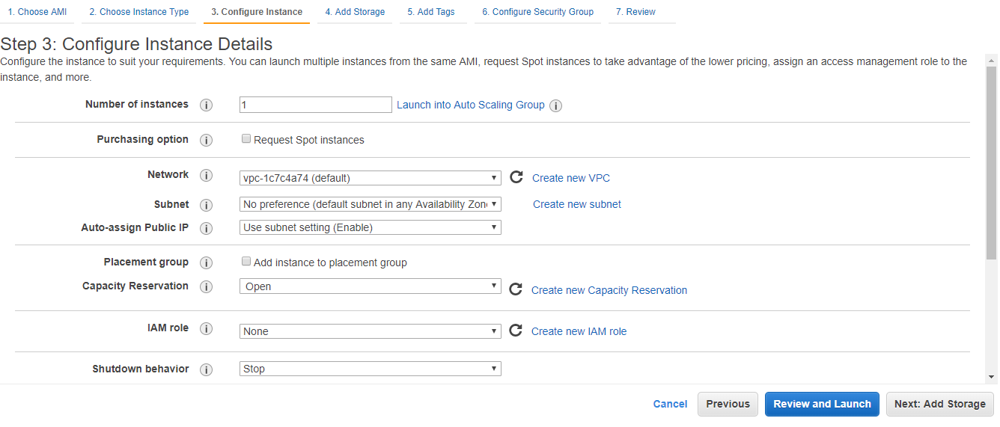 1. Choose AMI 2. Choose Instance Type 3. Configure Instance 4. Add Storage 5. Add Tags 6. Configure Security Group 7. Review
Step 3: Configure Instance Details
Configure the instance to suit your requirements. You can launch multiple instances from the same AMI, request Spot instances to take advantage of the lower pricing, assign an access management role to the
instance, and more.
Number of instances i 1 Launch into Auto Scaling Group i
Purchasing option i Request Spot instances
Network i vpc-1c7c4a74 (default) Create new VPC
Subnet i No preference (default subnet in any Availability Zon Create new subnet
Auto-assign Public IP i Use subnet setting (Enable)
Placement group i Add instance to placement group
Capacity Reservation i Open Create new Capacity Reservation
IAM role i None Create new IAM role
Shutdown behavior i Stop
Cancel Previous Review and Launch Next: Add Storage